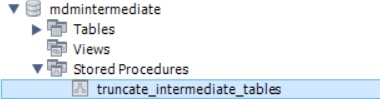 mdmintermediate
Tables
Views
Stored Procedures
truncate_intermediate_tables